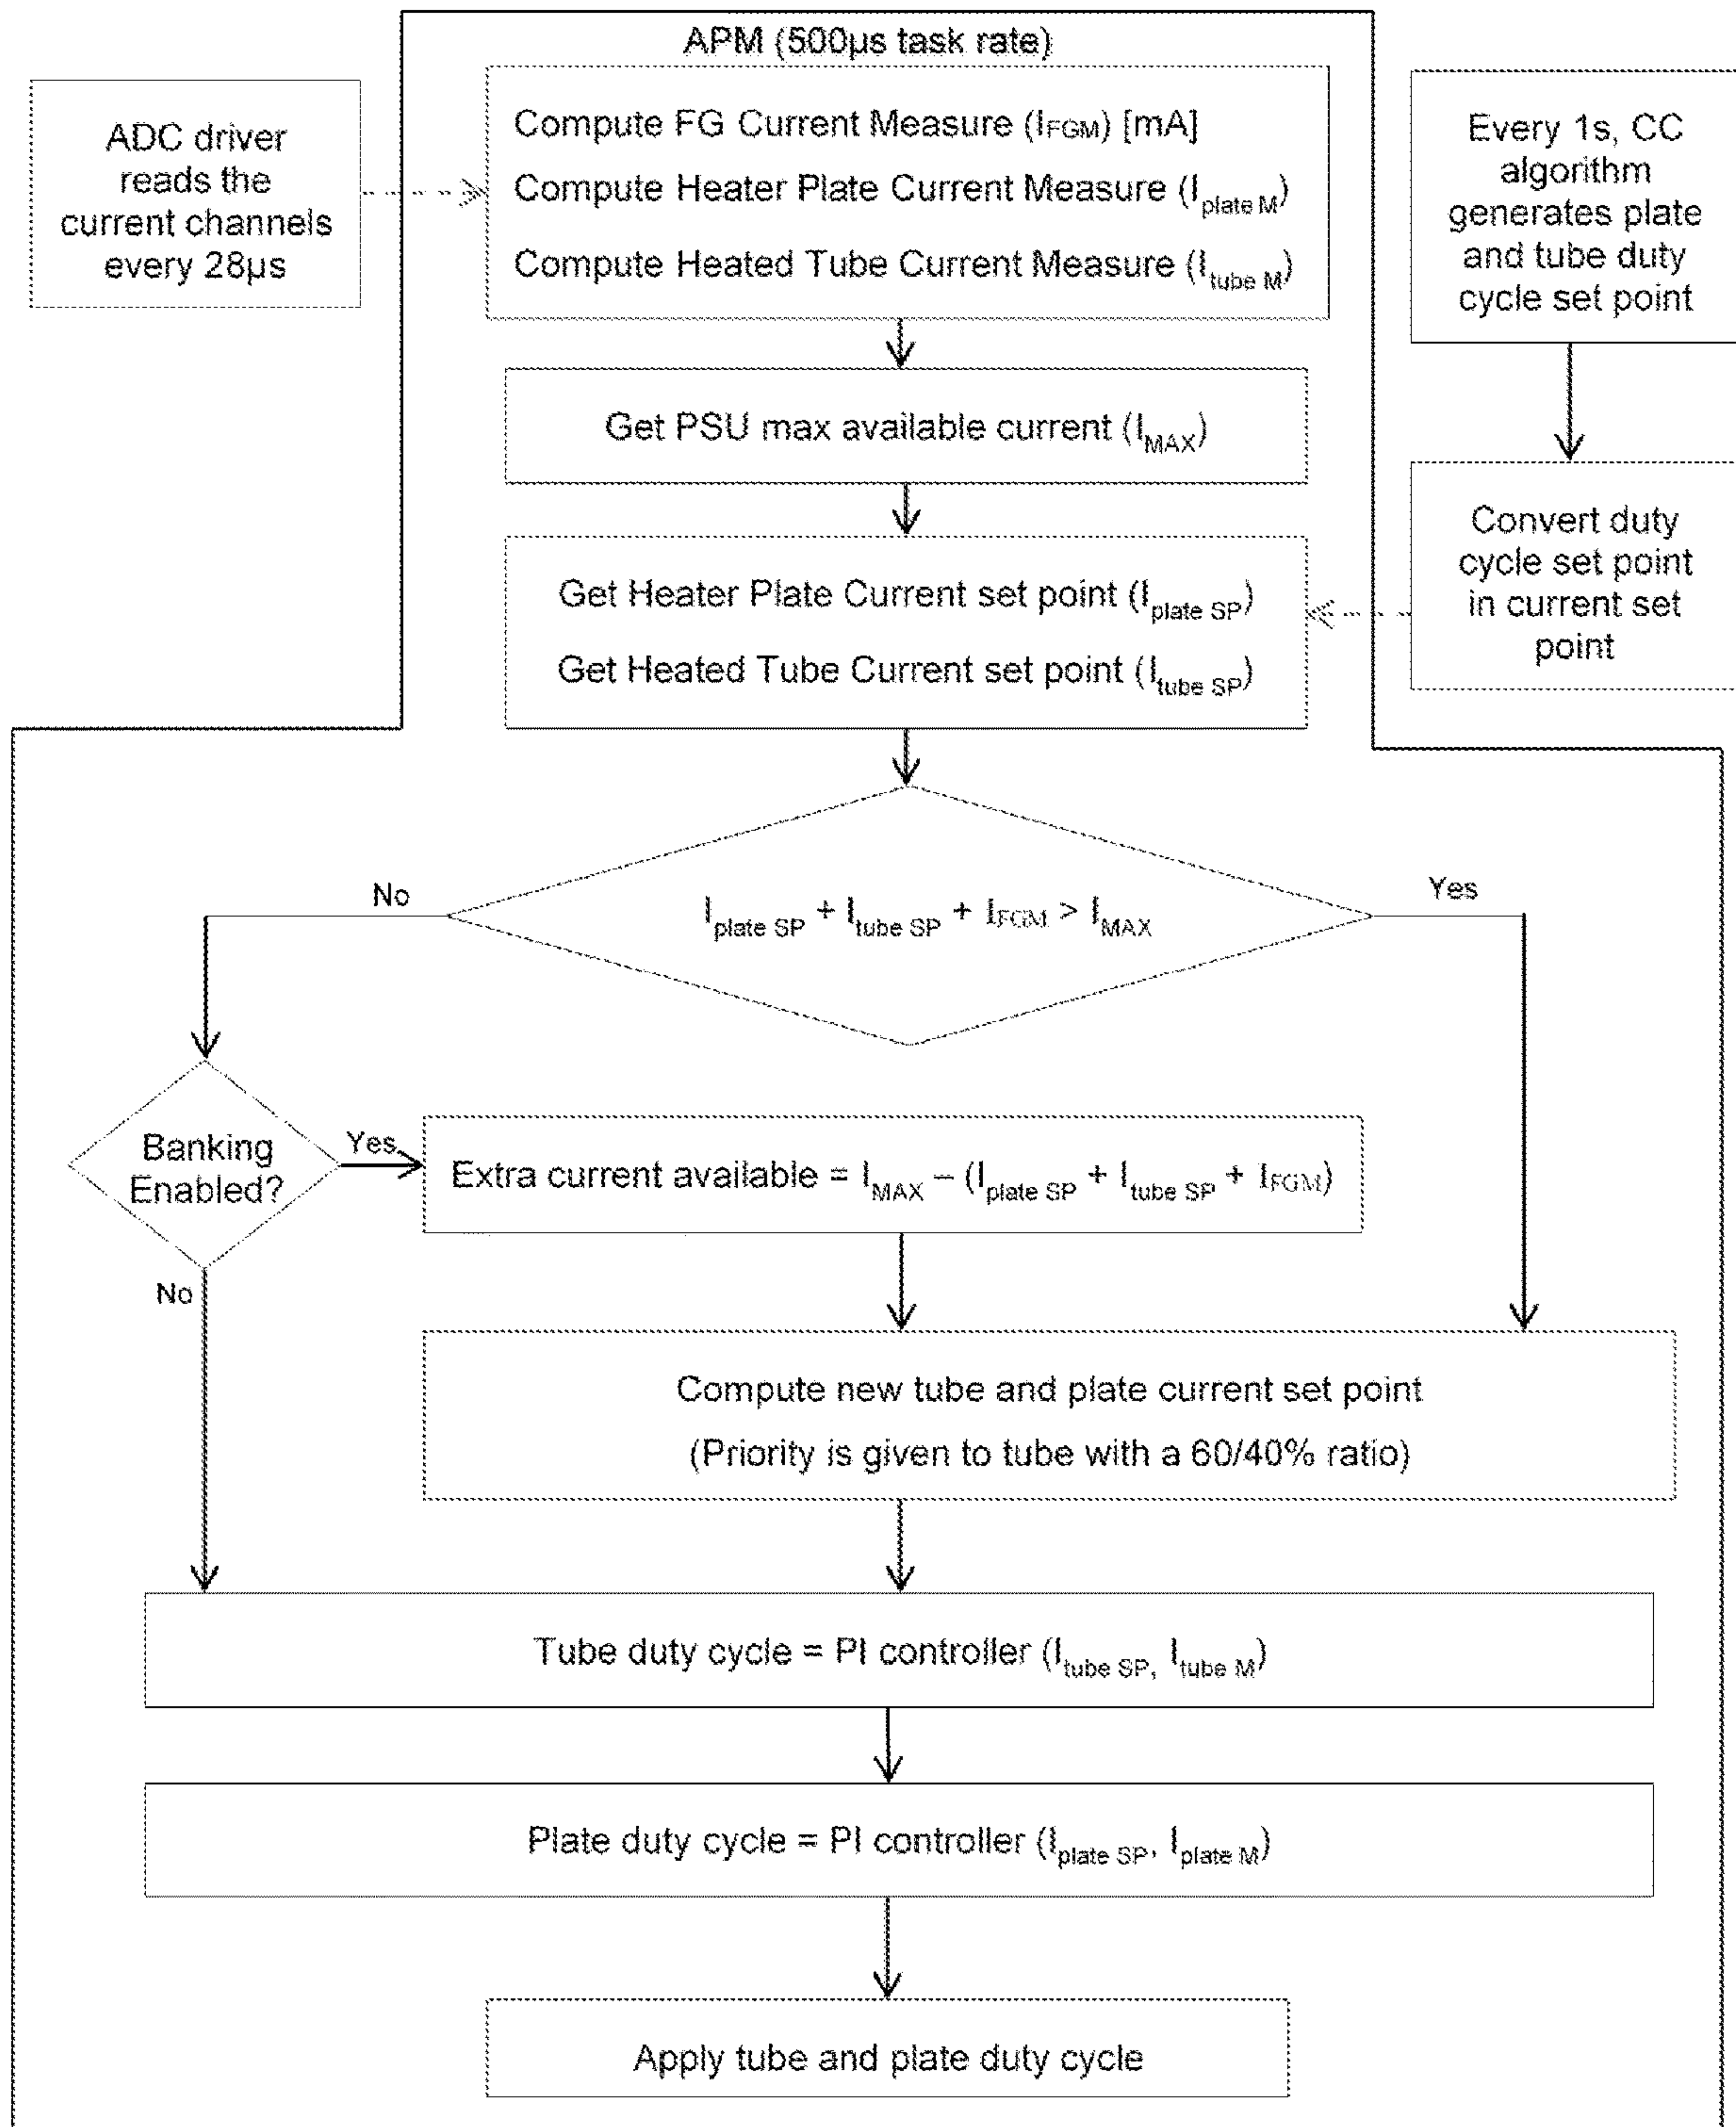 APM (500µs task rate)
ADC driver
reads the
current channels
every 28µs
Compute FG Current Measure (IFGM) [mA]
Compute Heater Plate Current Measure (Iplate M)
Compute Heated Tube Current Measure (Itube M)
Every 1s, CC
algorithm
generates plate
and tube duty
cycle set point
Get PSU max available current (IMAX)
Get Heater Plate Current set point (Iplate SP)
Get Heated Tube Current set point (Itube SP)
Convert duty
cycle set point
in current set
point
No
Iplate SP + Itube SP + IFGM > IMAX
Yes
Banking
Enabled?
Yes
Extra current available = IMAX – (Iplate SP + Itube SP + IFGM)
No
Compute new tube and plate current set point
(Priority is given to tube with a 60/40% ratio)
Tube duty cycle = PI controller (Itube SP, Itube M)
Plate duty cycle = PI controller (Iplate SP, Iplate M)
Apply tube and plate duty cycle